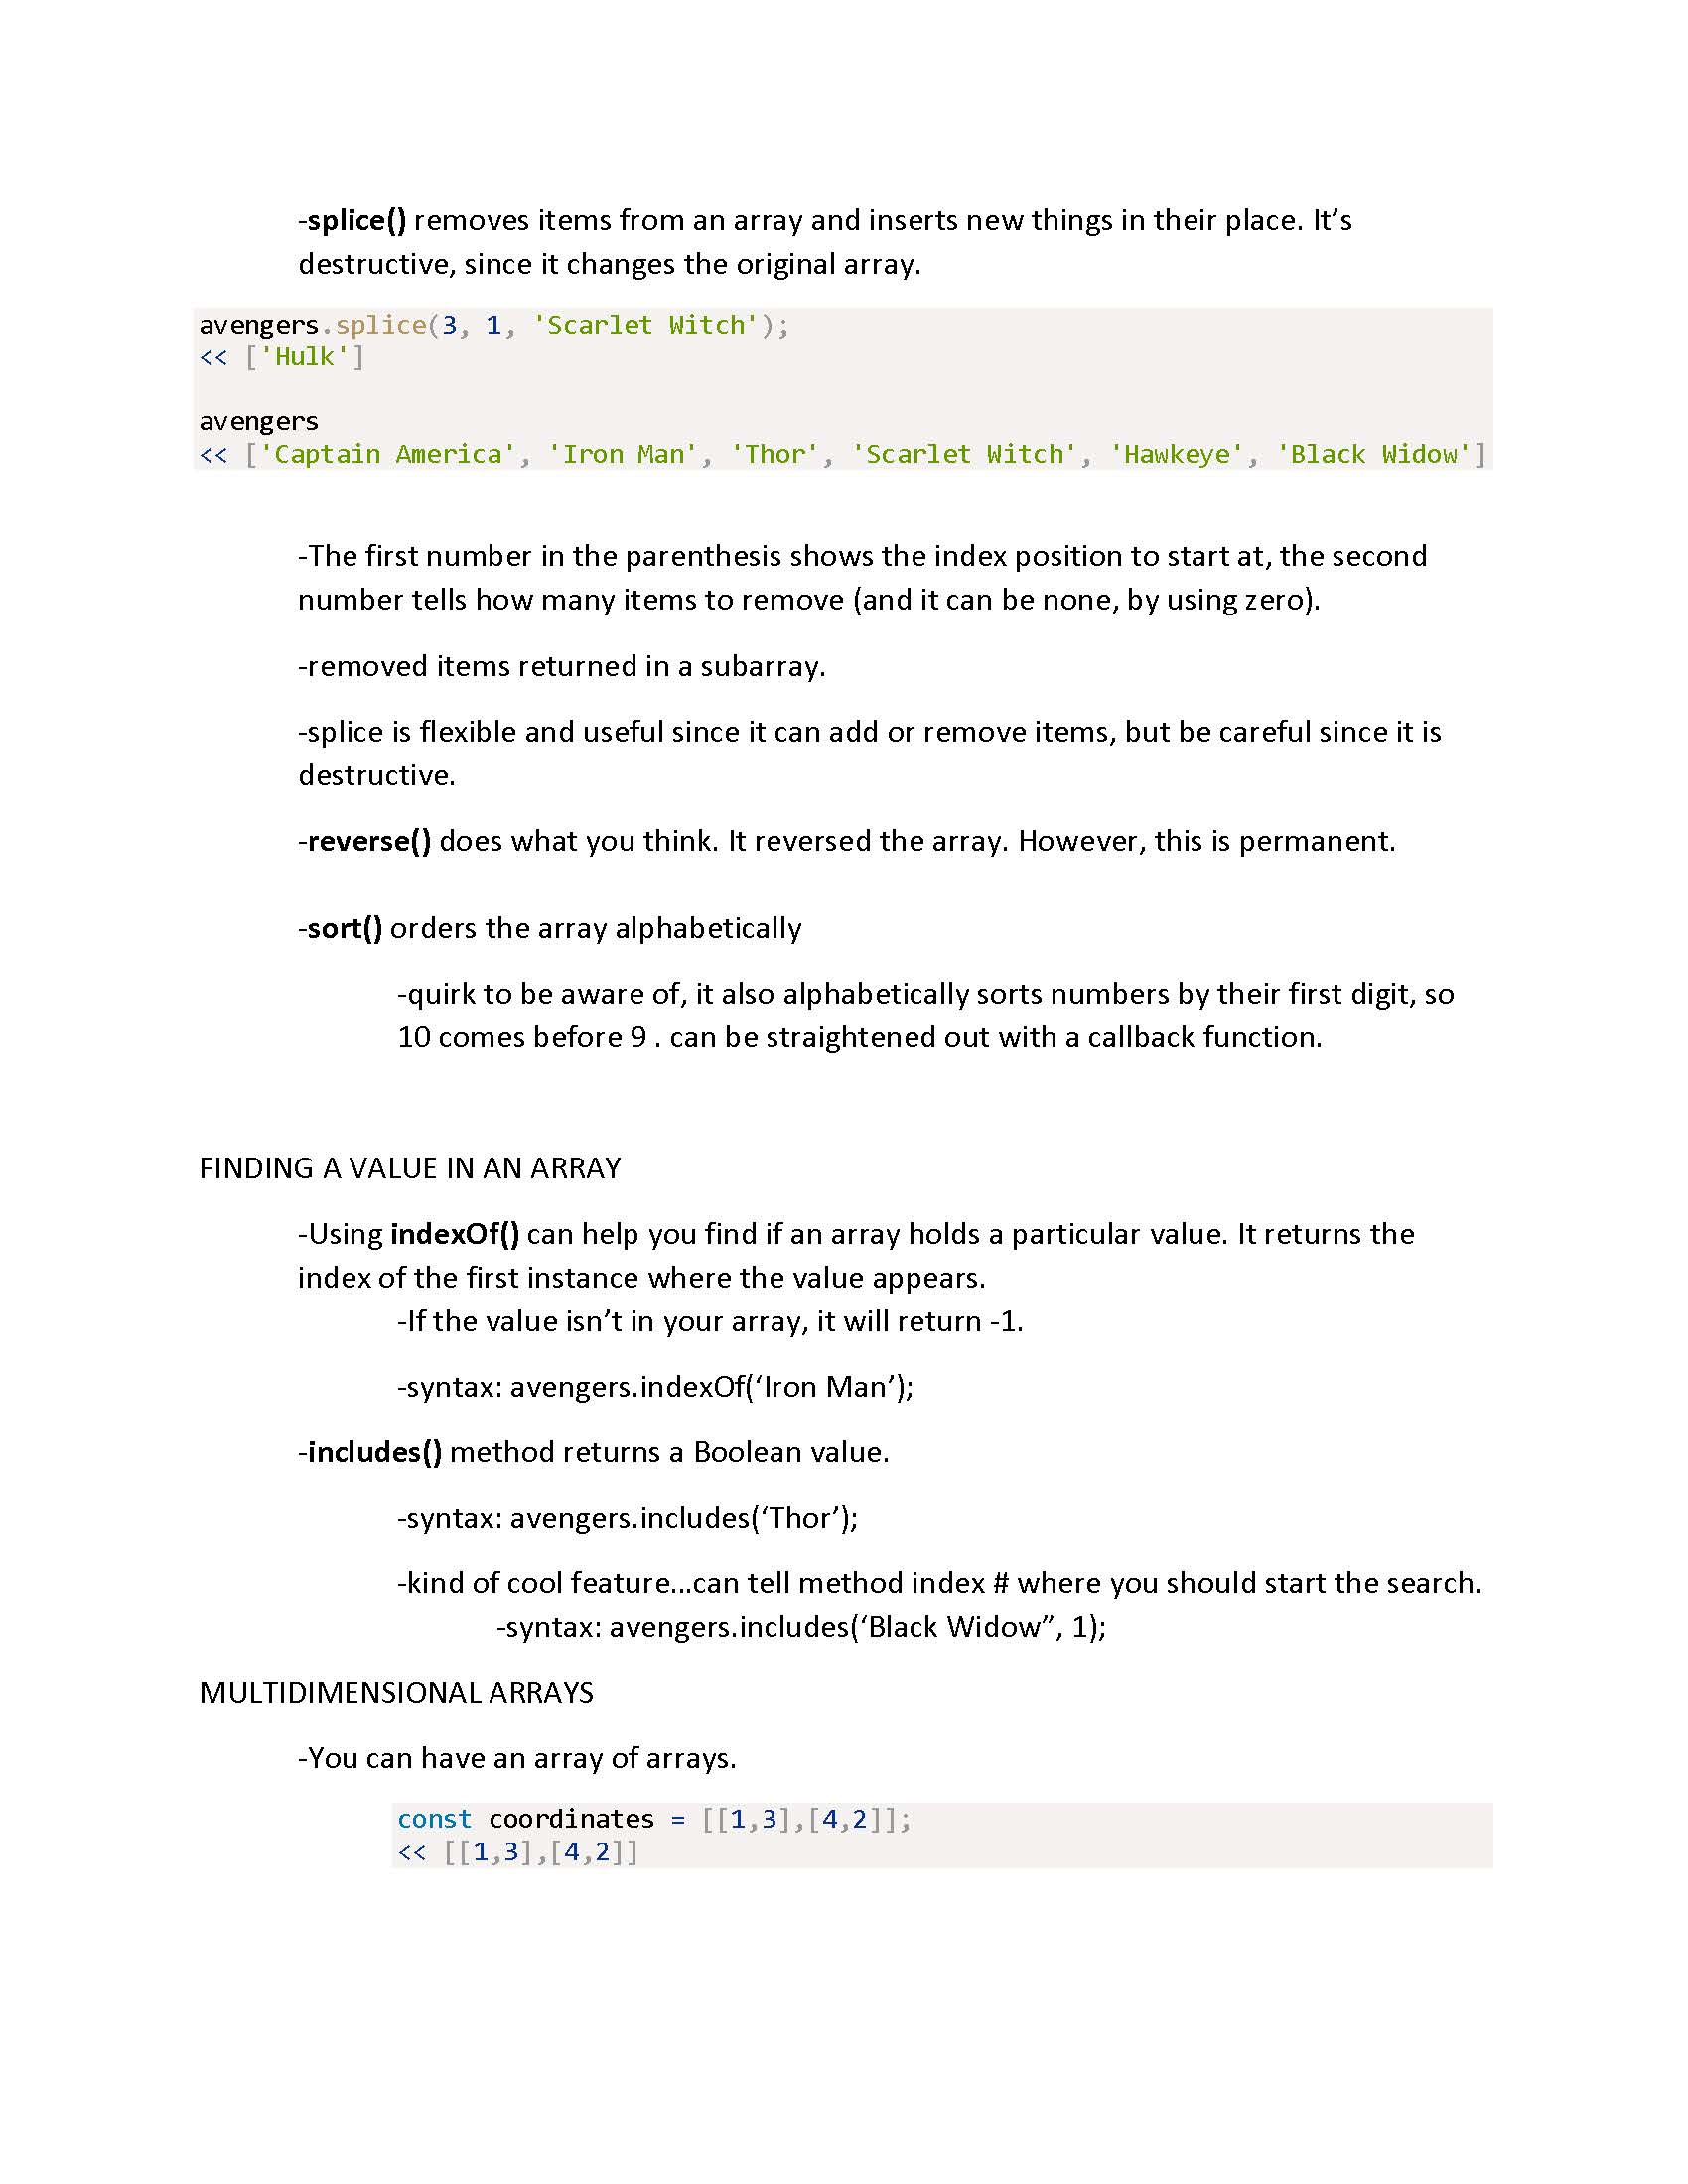 -splice() removes items from an array and inserts new things in their place. It’s
destructive, since it changes the original array.
avengers.splice(3, 1, 'Scarlet Witch');
<< ['Hulk']
avengers
<< ['Captain America', 'Iron Man', 'Thor', 'Scarlet Witch', 'Hawkeye', 'Black Widow']
-The first number in the parenthesis shows the index position to start at, the second
number tells how many items to remove (and it can be none, by using zero).
-removed items returned in a subarray.
-splice is flexible and useful since it can add or remove items, but be careful since it is
destructive.
-reverse() does what you think. It reversed the array. However, this is permanent.
-sort() orders the array alphabetically
-quirk to be aware of, it also alphabetically sorts numbers by their first digit, so
10 comes before 9 . can be straightened out with a callback function.
FINDING A VALUE IN AN ARRAY
-Using indexOf() can help you find if an array holds a particular value. It returns the
index of the first instance where the value appears.
-If the value isn’t in your array, it will return -1.
-syntax: avengers.indexOf(‘Iron Man’);
-includes() method returns a Boolean value.
-syntax: avengers.includes(‘Thor’);
-kind of cool feature…can tell method index # where you should start the search.
-syntax: avengers.includes(‘Black Widow”, 1);
MULTIDIMENSIONAL ARRAYS
-You can have an array of arrays.
const coordinates = [[1,3],[4,2]];
<< [[1,3],[4,2]]